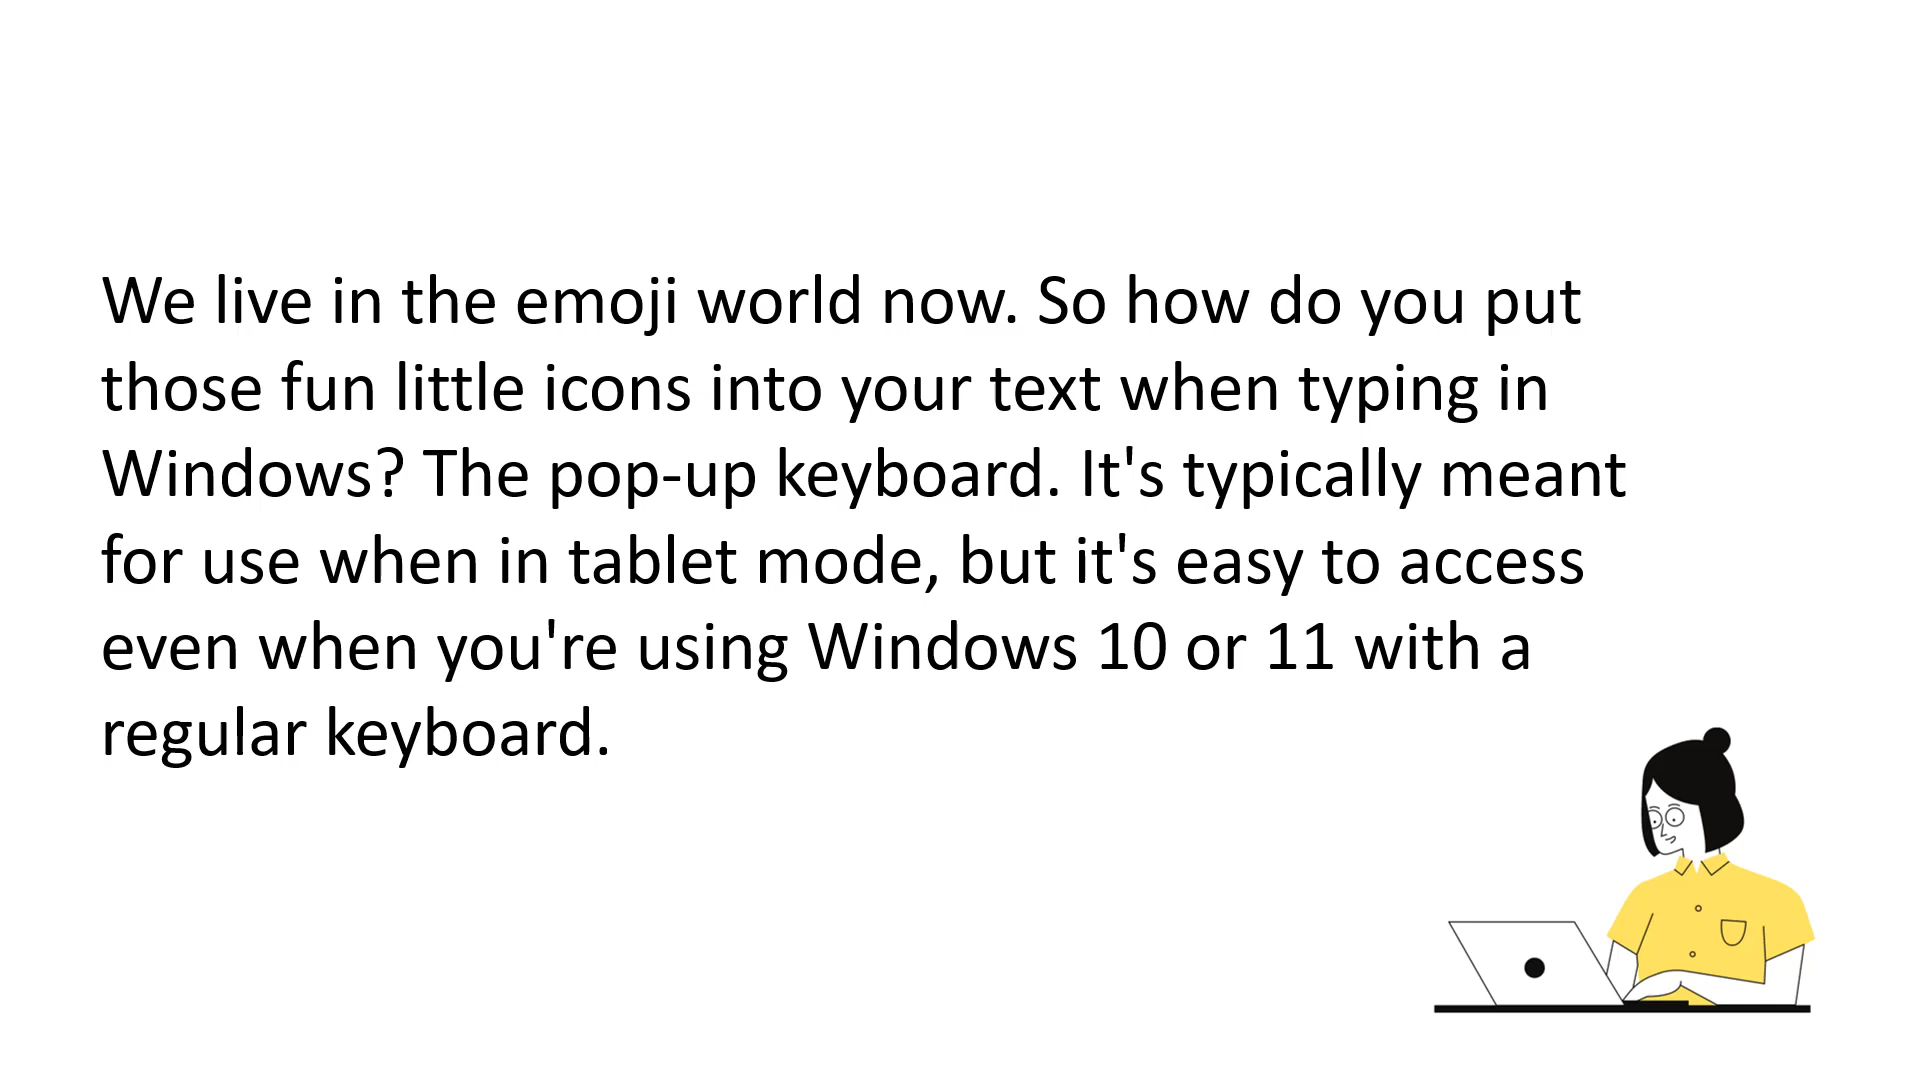 We live in the emoji world now. So how do you put
those fun little icons into your text when typing in
Windows? The pop-up keyboard. It's typically meant
for use when in tablet mode, but it's easy to access
even when you're using Windows 10 or 11 with a
regular keyboard.